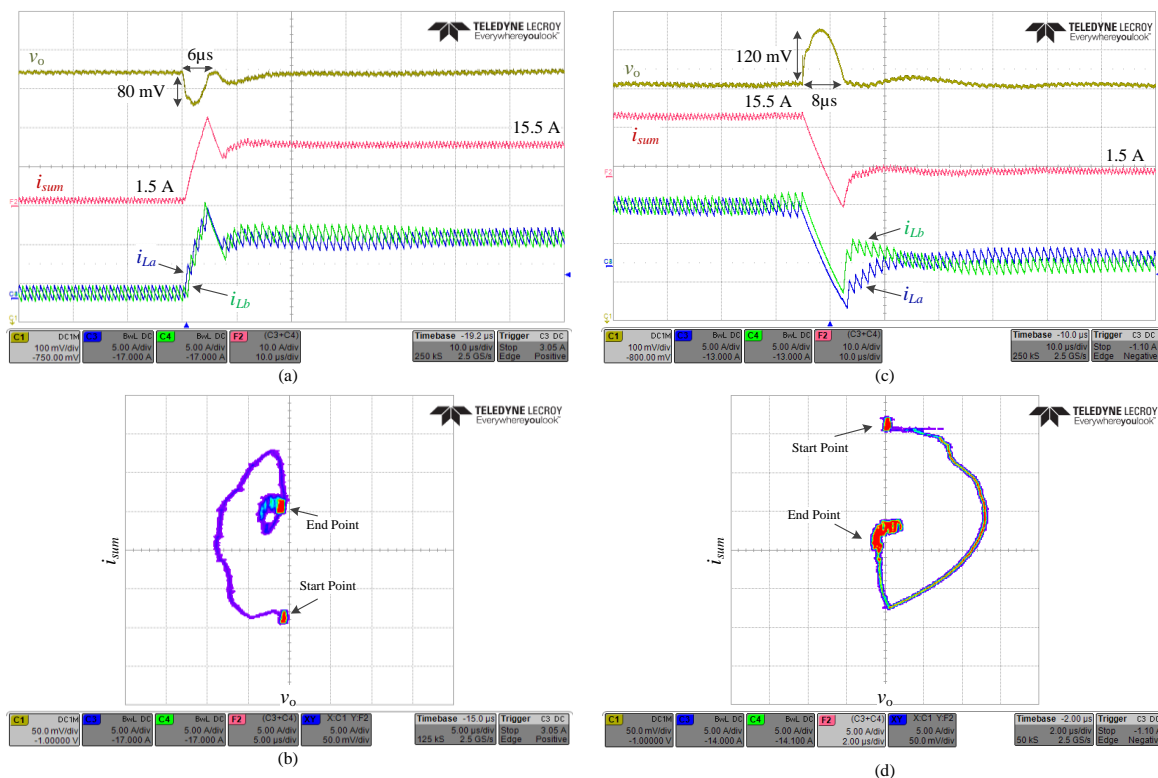 TELEDYNE LECROY
Everywhereyoulook™
vo
6µs
80 mV
15.5 A
isum
1.5 A
iLa
iLb
C1 DC1M
100 mV/div
-750.00 mV
C3 BwL DC
5.00 A/div
-17.000 A
C4 BwL DC
5.00 A/div
-17.000 A
F2 (C3+C4)
10.0 A/div
10.0 µs/div
Timebase -19.2 µs
10.0 µs/div
250 kS 2.5 GS/s
Trigger C3 DC
Stop 3.05 A
Edge Positive
(a)
TELEDYNE LECROY
Everywhereyoulook™
vo
120 mV
8µs
15.5 A
isum
1.5 A
iLb
iLa
C1 DC1M
100 mV/div
-800.00 mV
C3 BwL DC
5.00 A/div
-13.000 A
C4 BwL DC
5.00 A/div
-13.000 A
F2 (C3+C4)
10.0 A/div
10.0 µs/div
Timebase -10.0 µs
10.0 µs/div
250 kS 2.5 GS/s
Trigger C3 DC
Stop -1.10 A
Edge Negative
(c)
TELEDYNE LECROY
Everywhereyoulook™
isum
End Point
Start Point
vo
C1 DC1M
50.0 mV/div
-1.00000 V
C3 BwL DC
5.00 A/div
-17.000 A
C4 BwL DC
5.00 A/div
-17.000 A
F2 (C3+C4)
5.00 A/div
5.00 µs/div
XY X:C1 Y:F2
5.00 A/div
50.0 mV/div
Timebase -15.0 µs
5.00 µs/div
125 kS 2.5 GS/s
Trigger C3 DC
Stop 3.05 A
Edge Positive
(b)
TELEDYNE LECROY
Everywhereyoulook™
isum
Start Point
End Point
vo
C1 DC1M
50.0 mV/div
-1.00000 V
C3 BwL DC
5.00 A/div
-14.000 A
C4 BwL DC
5.00 A/div
-14.100 A
F2 (C3+C4)
5.00 A/div
2.00 µs/div
XY X:C1 Y:F2
5.00 A/div
50.0 mV/div
Timebase -2.00 µs
2.00 µs/div
50 kS 2.5 GS/s
Trigger C3 DC
Stop -1.10 A
Edge Negative
(d)